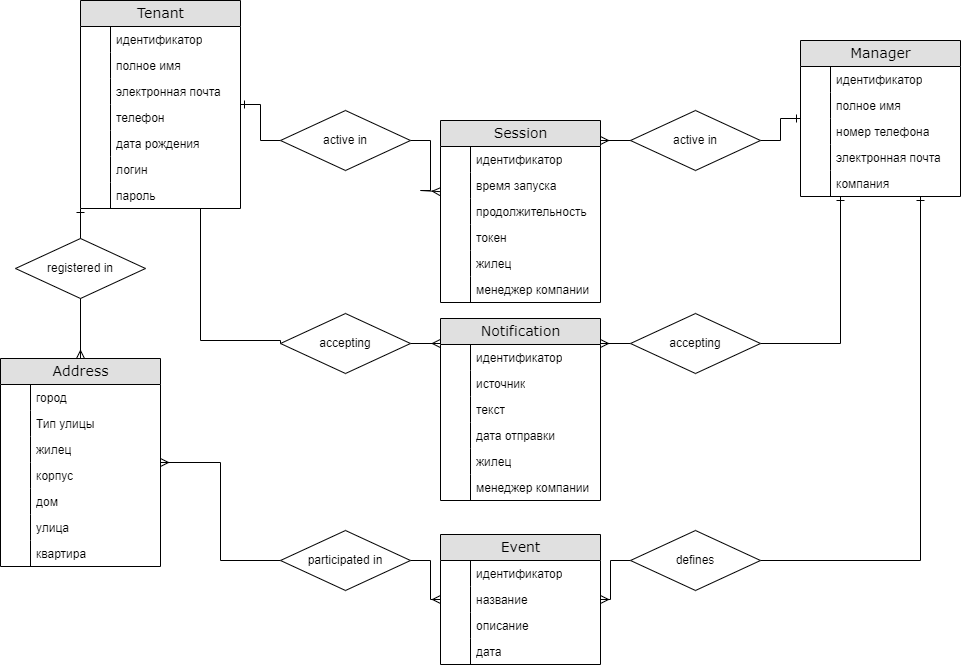 Tenant
идентификатор
полное имя
электронная почта
телефон
дата рождения
логин
пароль
active in
Session
идентификатор
время запуска
продолжительность
токен
жилец
менеджер компании
active in
Manager
идентификатор
полное имя
номер телефона
электронная почта
компания
registered in
accepting
Notification
идентификатор
источник
текст
дата отправки
жилец
менеджер компании
accepting
Address
город
Тип улицы
жилец
корпус
дом
улица
квартира
participated in
Event
идентификатор
название
описание
дата
defines